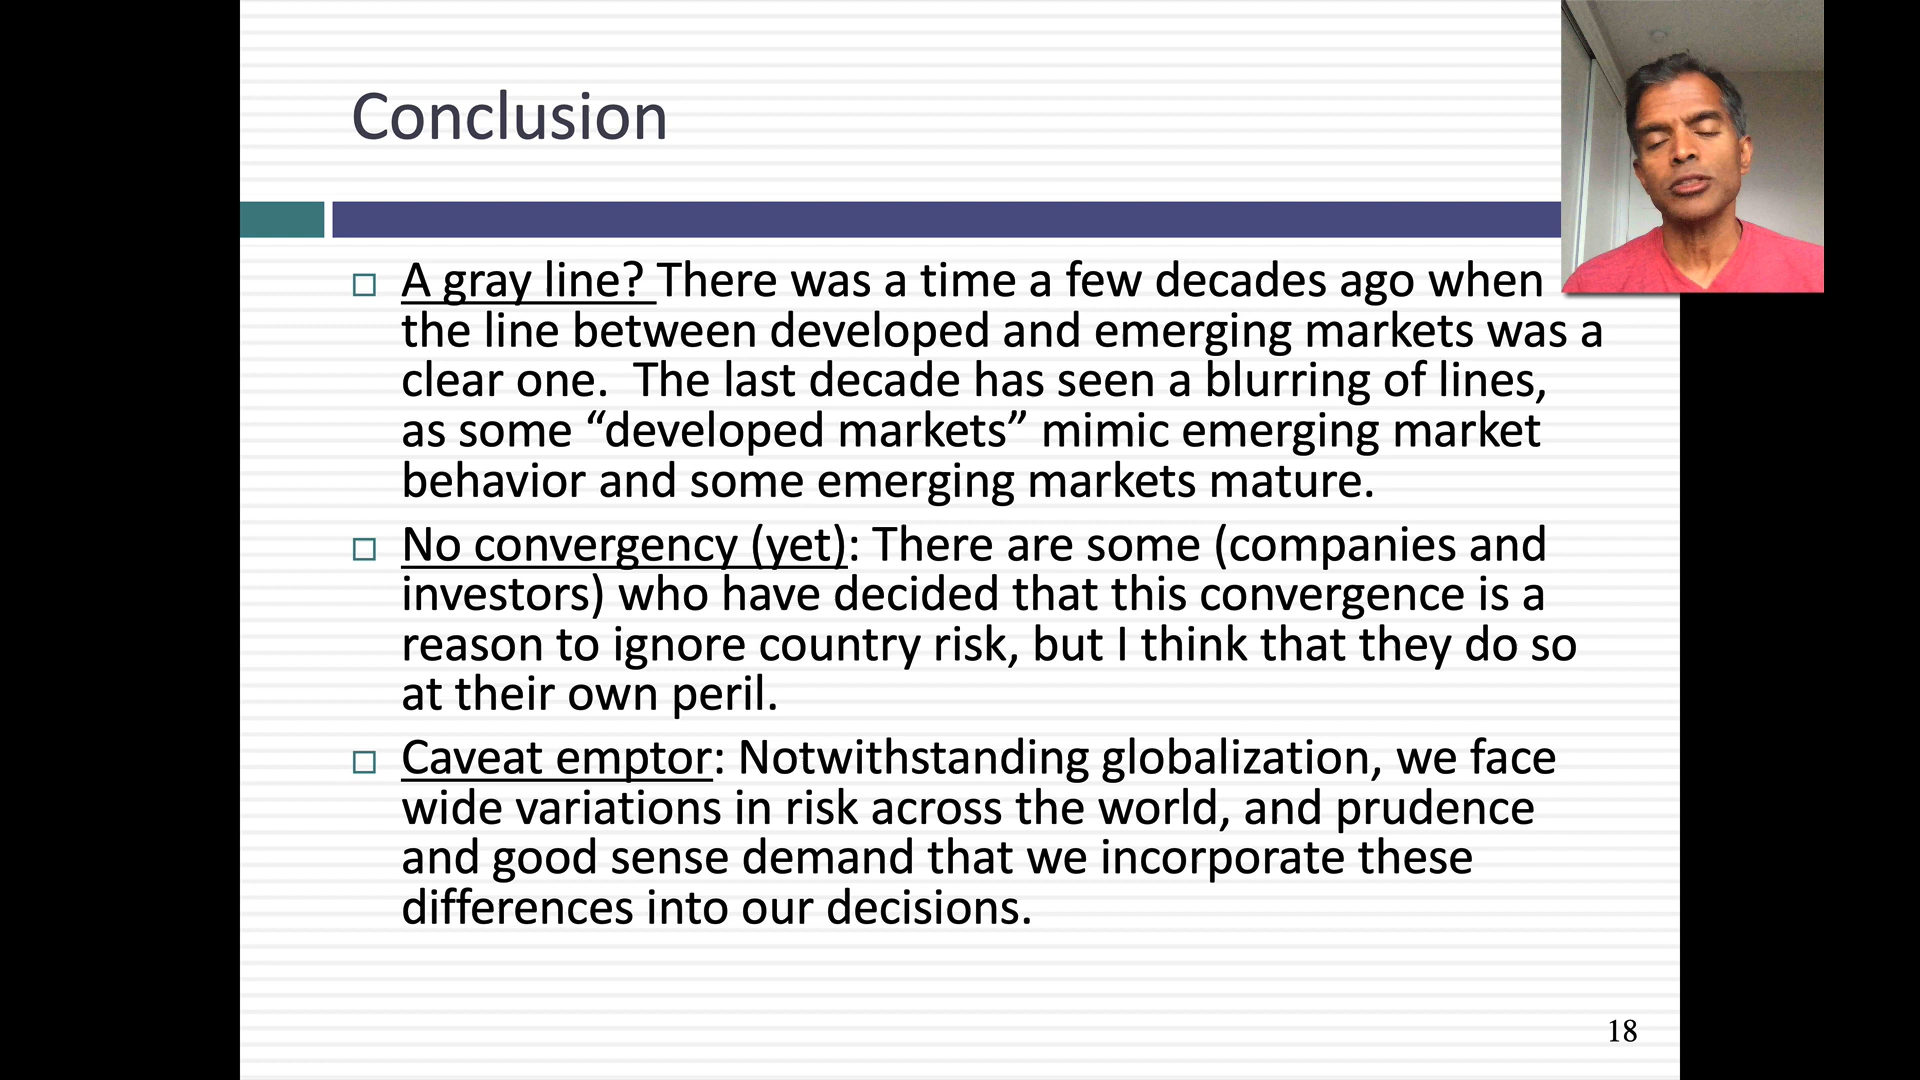 Conclusion
A gray line? There was a time a few decades ago when
the line between developed and emerging markets was a
clear one.  The last decade has seen a blurring of lines,
as some “developed markets” mimic emerging market
behavior and some emerging markets mature.
No convergency (yet): There are some (companies and
investors) who have decided that this convergence is a
reason to ignore country risk, but I think that they do so
at their own peril.
Caveat emptor: Notwithstanding globalization, we face
wide variations in risk across the world, and prudence
and good sense demand that we incorporate these
differences into our decisions.
18